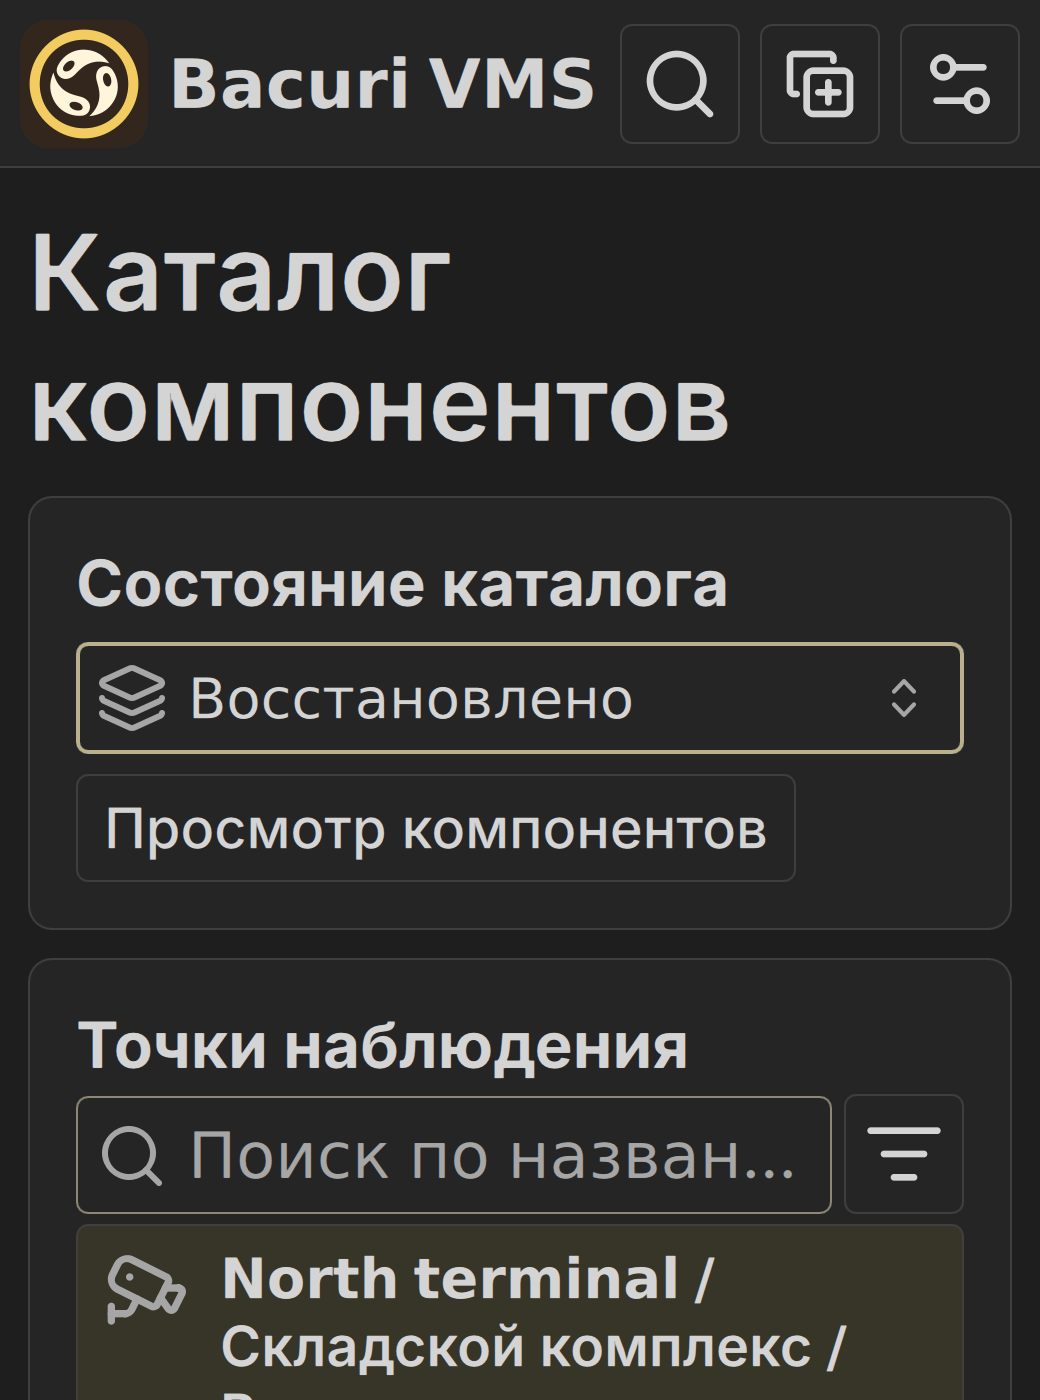 Bacuri VMS
Каталог
компонентов
Состояние каталога
Восстановлено
Просмотр компонентов
Точки наблюдения
Поиск по назван...
North terminal /
Складской комплекс /